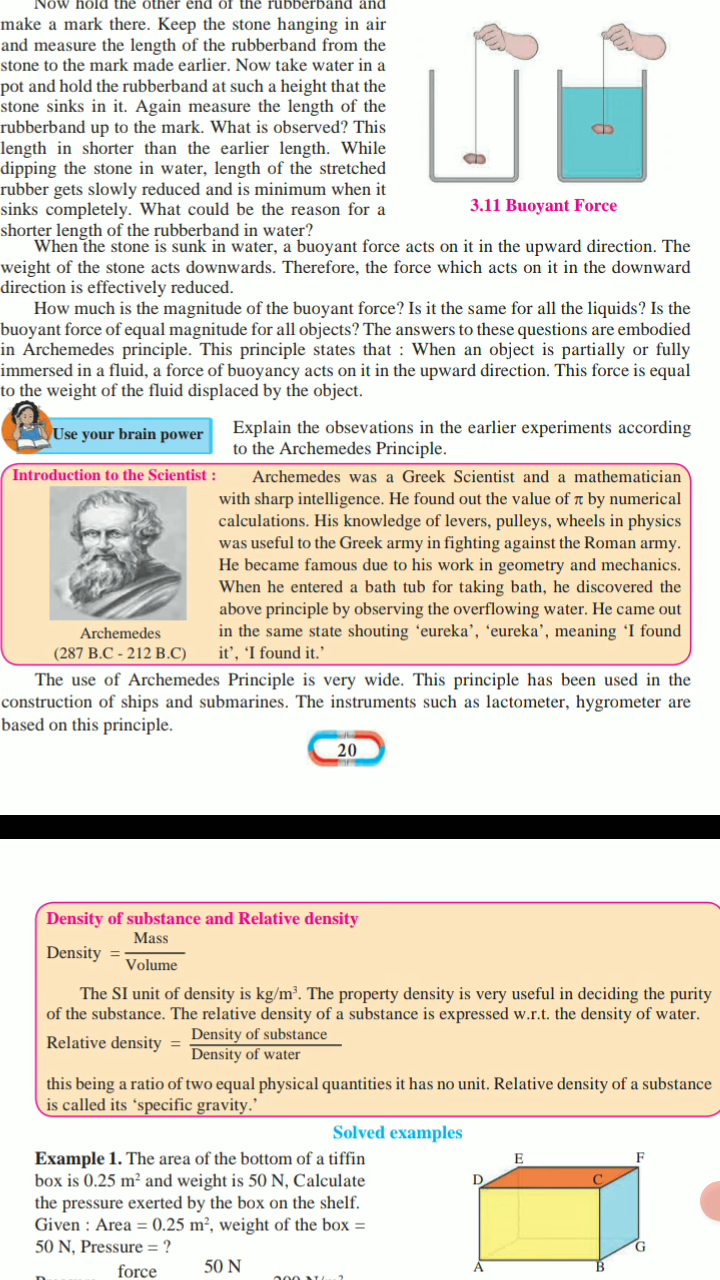 Now hold the other end of the rubberband and
make a mark there. Keep the stone hanging in air
and measure the length of the rubberband from the
stone to the mark made earlier. Now take water in a
pot and hold the rubberband at such a height that the
stone sinks in it. Again measure the length of the
rubberband up to the mark. What is observed? This
length in shorter than the earlier length. While
dipping the stone in water, length of the stretched
rubber gets slowly reduced and is minimum when it
sinks completely. What could be the reason for a
shorter length of the rubberband in water?
3.11 Buoyant Force
When the stone is sunk in water, a buoyant force acts on it in the upward direction. The
weight of the stone acts downwards. Therefore, the force which acts on it in the downward
direction is effectively reduced.
How much is the magnitude of the buoyant force? Is it the same for all the liquids? Is the
buoyant force of equal magnitude for all objects? The answers to these questions are embodied
in Archemedes principle. This principle states that : When an object is partially or fully
immersed in a fluid, a force of buoyancy acts on it in the upward direction. This force is equal
to the weight of the fluid displaced by the object.
Use your brain power
Explain the obsevations in the earlier experiments according
to the Archemedes Principle.
Introduction to the Scientist :
Archemedes
(287 B.C - 212 B.C)
Archemedes was a Greek Scientist and a mathematician
with sharp intelligence. He found out the value of π by numerical
calculations. His knowledge of levers, pulleys, wheels in physics
was useful to the Greek army in fighting against the Roman army.
He became famous due to his work in geometry and mechanics.
When he entered a bath tub for taking bath, he discovered the
above principle by observing the overflowing water. He came out
in the same state shouting ‘eureka’, ‘eureka’, meaning ‘I found
it’, ‘I found it.’
The use of Archemedes Principle is very wide. This principle has been used in the
construction of ships and submarines. The instruments such as lactometer, hygrometer are
based on this principle.
20
Density of substance and Relative density
Density = Mass
Volume
The SI unit of density is kg/m³. The property density is very useful in deciding the purity
of the substance. The relative density of a substance is expressed w.r.t. the density of water.
Relative density = Density of substance
Density of water
this being a ratio of two equal physical quantities it has no unit. Relative density of a substance
is called its ‘specific gravity.’
Solved examples
Example 1. The area of the bottom of a tiffin
box is 0.25 m² and weight is 50 N, Calculate
the pressure exerted by the box on the shelf.
Given : Area = 0.25 m², weight of the box =
50 N, Pressure = ?
force 50 N
E F
D C
G
A B